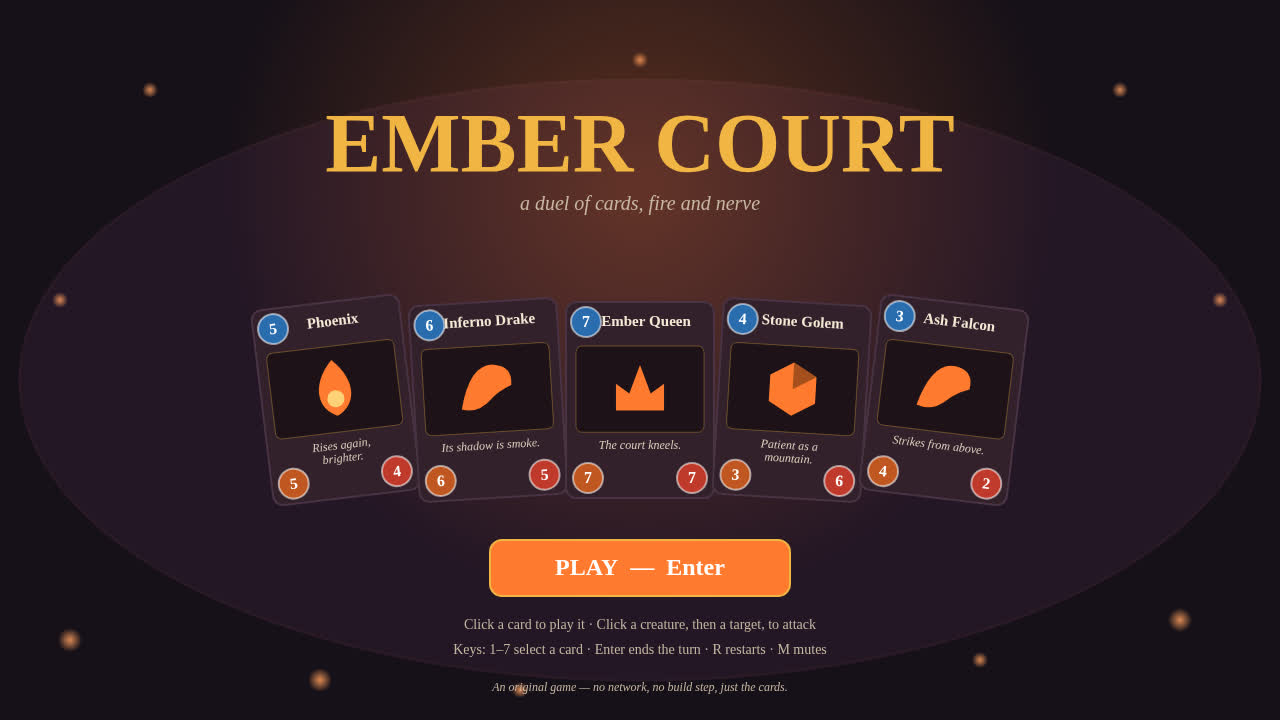 EMBER COURT
a duel of cards, fire and nerve
5 Phoenix
Rises again,
brighter.
5 4
6 Inferno Drake
Its shadow is smoke.
6 5
7 Ember Queen
The court kneels.
7 7
4 Stone Golem
Patient as a
mountain.
3 6
3 Ash Falcon
Strikes from above.
4 2
PLAY — Enter
Click a card to play it · Click a creature, then a target, to attack
Keys: 1–7 select a card · Enter ends the turn · R restarts · M mutes
An original game — no network, no build step, just the cards.